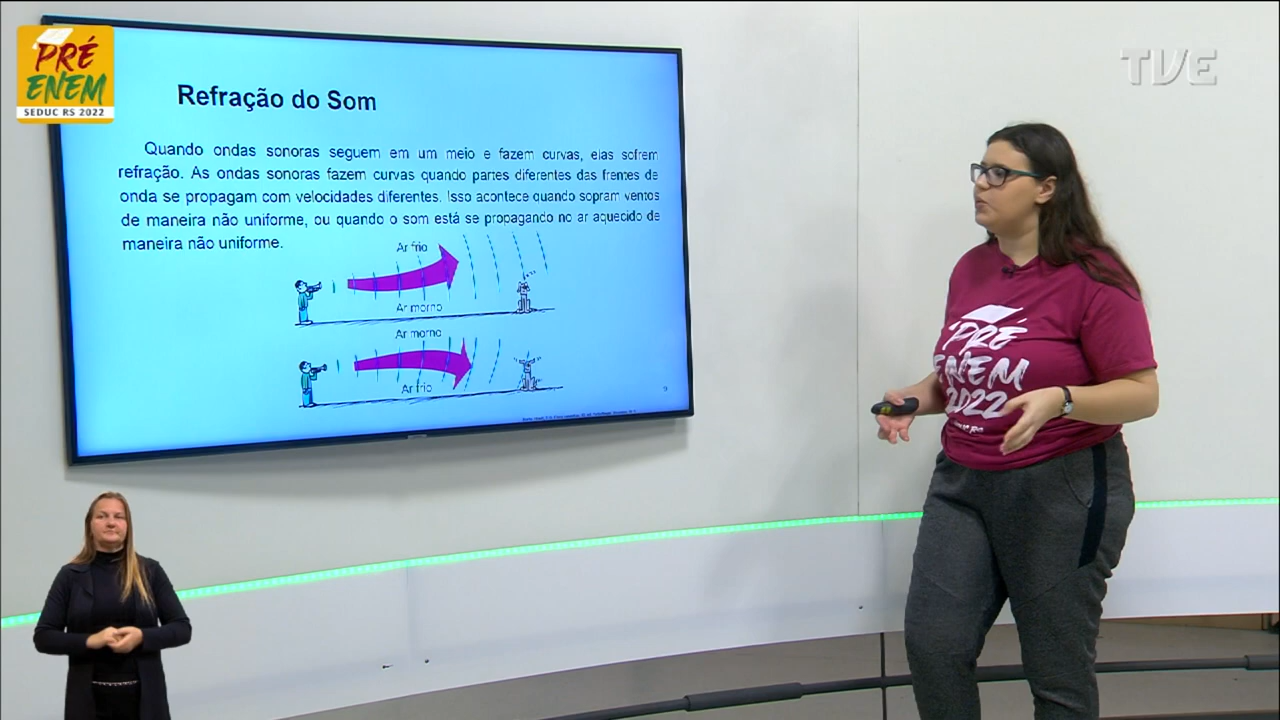 PRÉ
ENEM
SEDUC RS 2022
TVE
Refração do Som
Quando ondas sonoras seguem em um meio e fazem curvas, elas sofrem
refração. As ondas sonoras fazem curvas quando partes diferentes das frentes de
onda se propagam com velocidades diferentes. Isso acontece quando sopram ventos
de maneira não uniforme, ou quando o som está se propagando no ar aquecido de
maneira não uniforme.
Ar frio
Ar morno
Ar morno
Ar frio
9
PRÉ
ENEM
2022